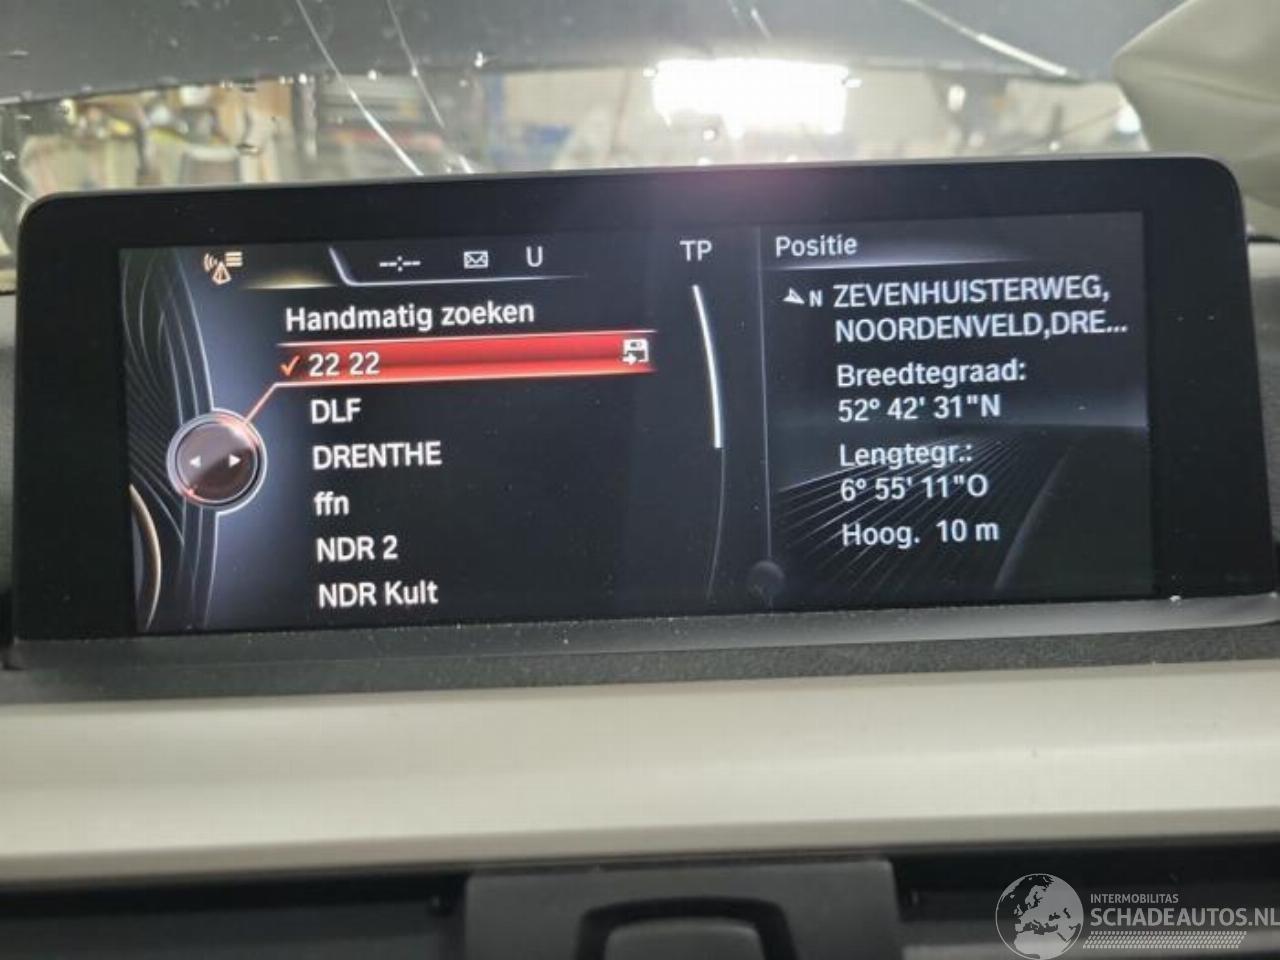 --:-- U TP
Handmatig zoeken
22 22
DLF
DRENTHE
ffn
NDR 2
NDR Kult
Positie
N ZEVENHUISTERWEG,
NOORDENVELD,DRE...
Breedtegraad:
52° 42' 31"N
Lengtegr.:
6° 55' 11"O
Hoog. 10 m
INTERMOBILITAS
SCHADEAUTOS.NL